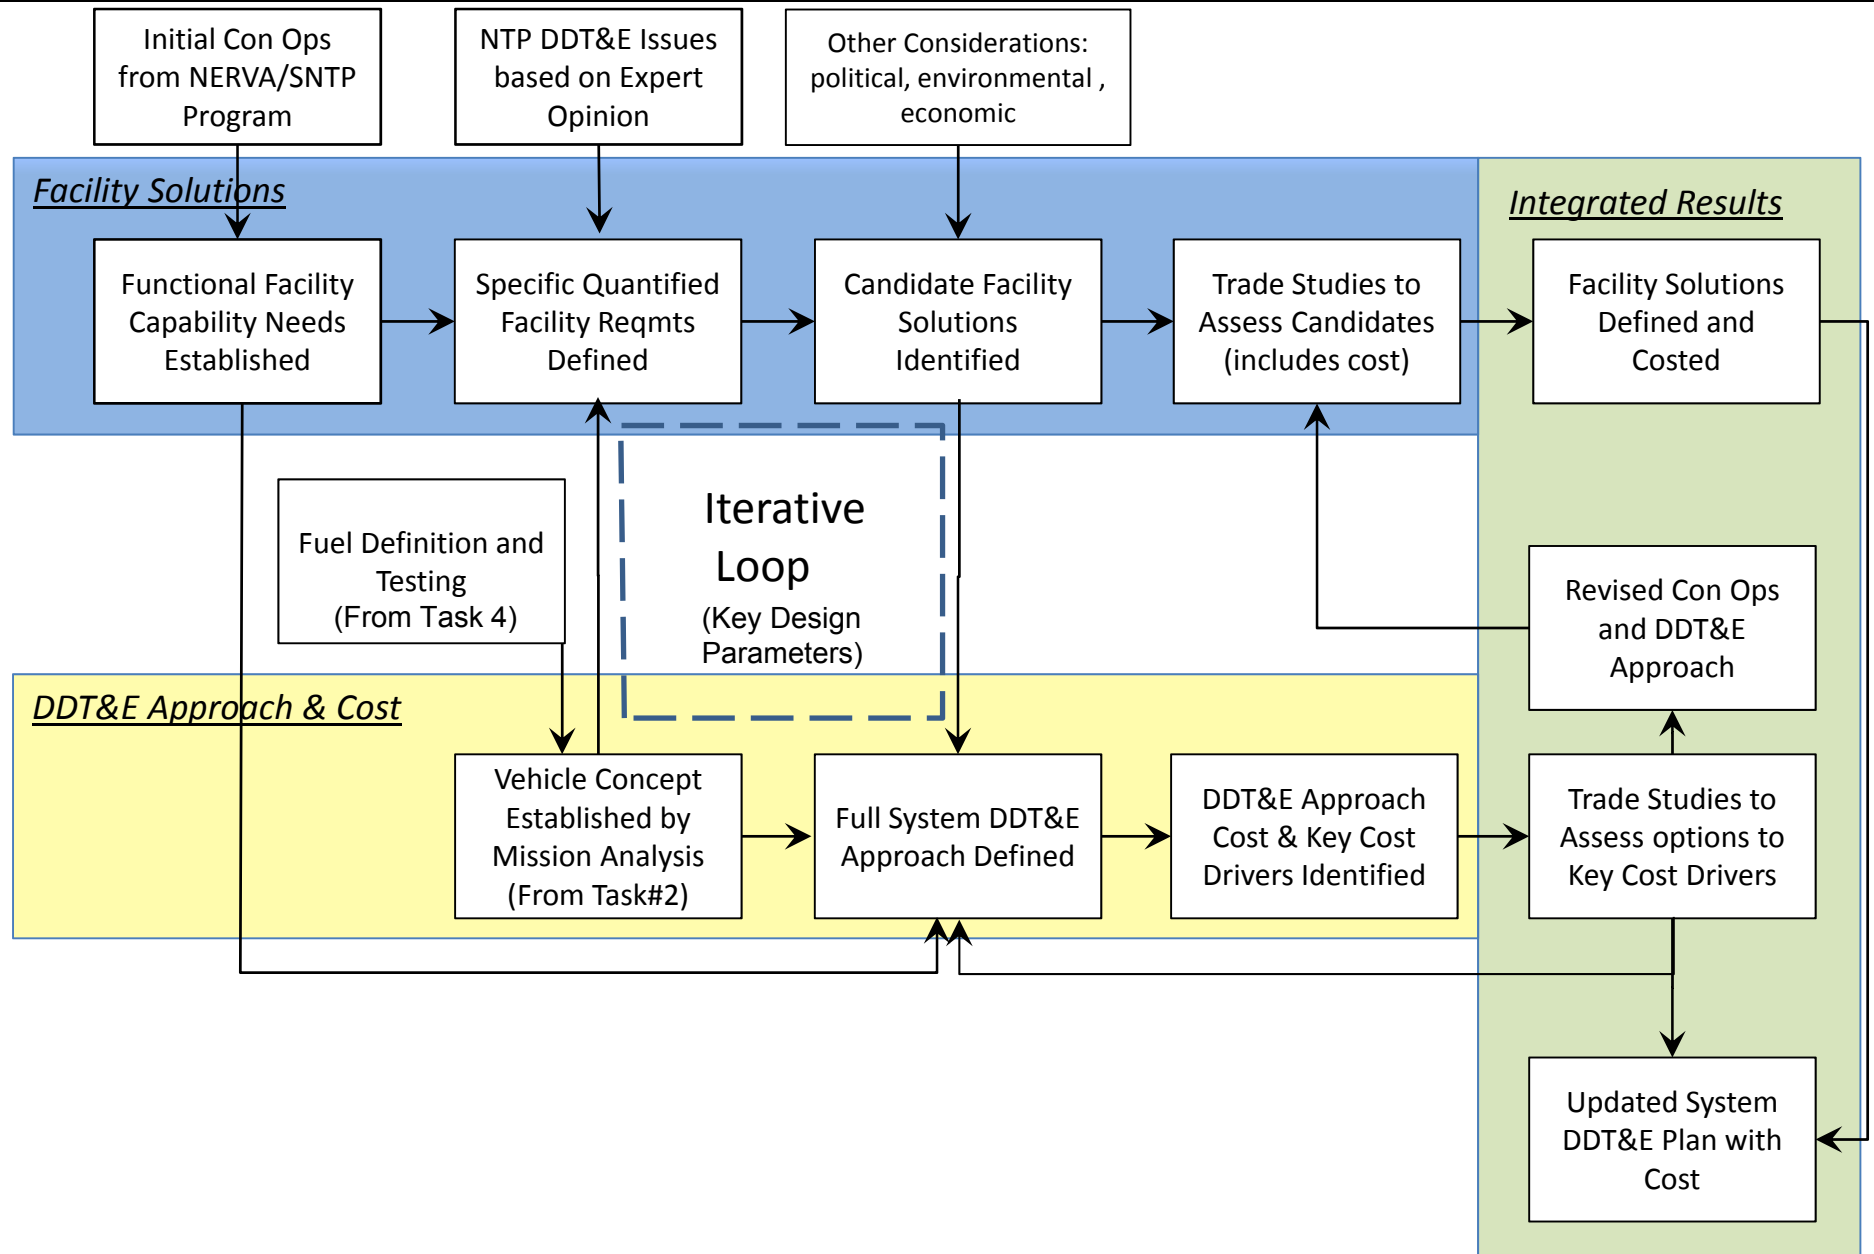 Initial Con Ops
from NERVA/SNTP
Program
NTP DDT&E Issues
based on Expert
Opinion
Other Considerations:
political, environmental ,
economic
Facility Solutions
Integrated Results
Functional Facility
Capability Needs
Established
Specific Quantified
Facility Reqmts
Defined
Candidate Facility
Solutions
Identified
Trade Studies to
Assess Candidates
(includes cost)
Facility Solutions
Defined and
Costed
Fuel Definition and
Testing
(From Task 4)
Iterative
Loop
(Key Design
Parameters)
Revised Con Ops
and DDT&E
Approach
DDT&E Approach & Cost
Vehicle Concept
Established by
Mission Analysis
(From Task#2)
Full System DDT&E
Approach Defined
DDT&E Approach
Cost & Key Cost
Drivers Identified
Trade Studies to
Assess options to
Key Cost Drivers
Updated System
DDT&E Plan with
Cost